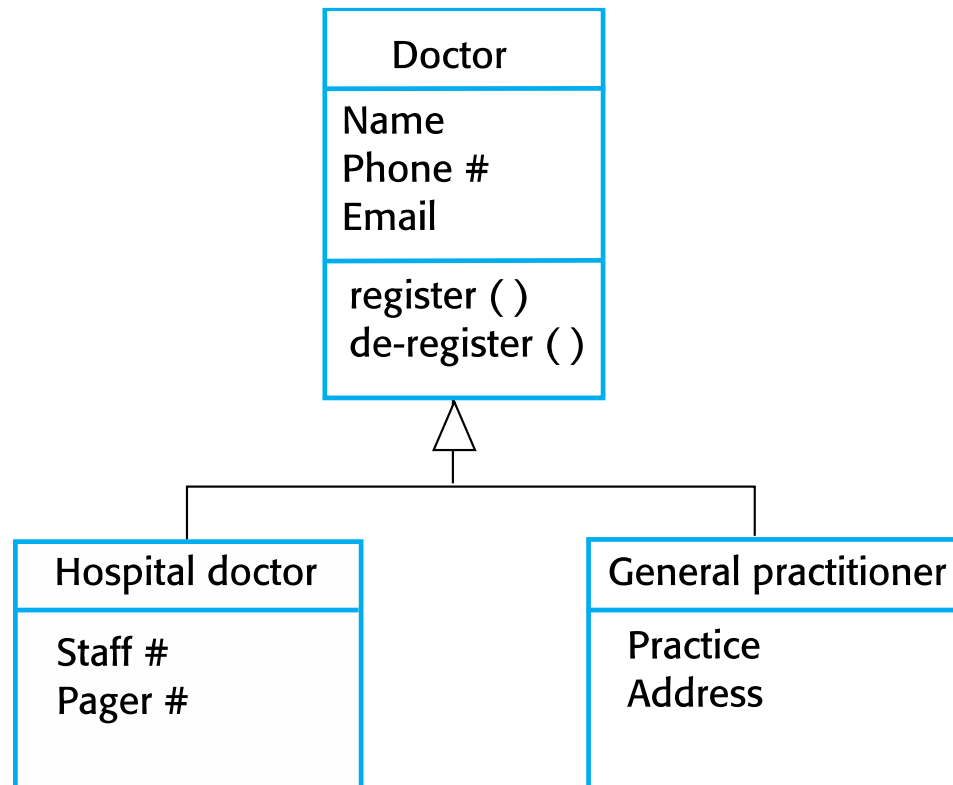 Doctor
Name
Phone #
Email
register ( )
de-register ( )
Hospital doctor
Staff #
Pager #
General practitioner
Practice
Address